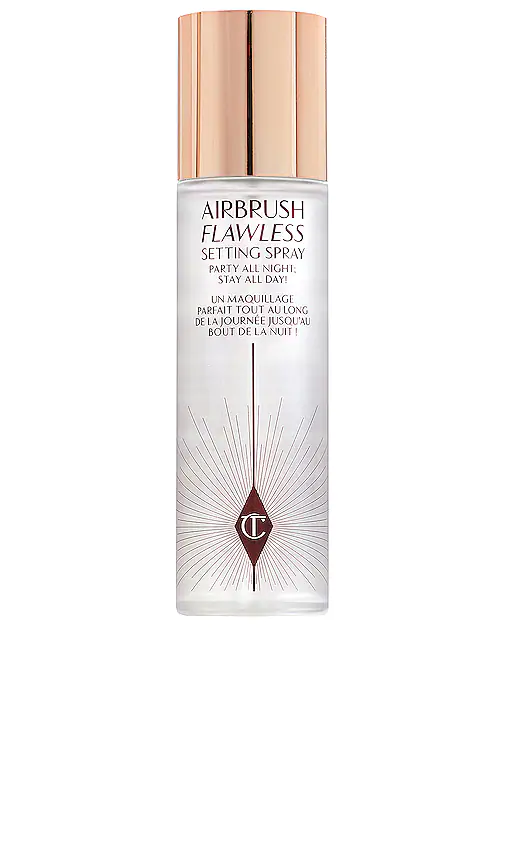 AIRBRUSH
FLAWLESS
SETTING SPRAY
PARTY ALL NIGHT;
STAY ALL DAY!
UN MAQUILLAGE
PARFAIT TOUT AU LONG
DE LA JOURNÉE JUSQU'AU
BOUT DE LA NUIT !
CT